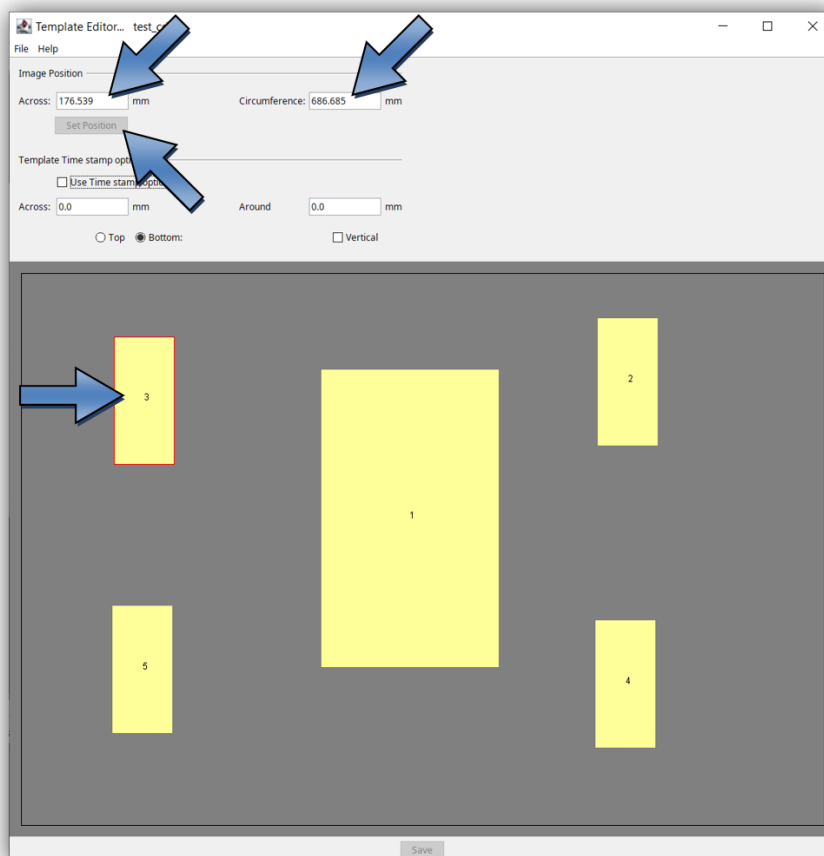 Template Editor...
File Help
Image Position
Across: 176.539 mm Circumference: 686.685 mm
Set Position
Template Time stamp
Use Time stamp
Across: 0.0 mm Around 0.0 mm
Top Bottom: Vertical
3
2
1
5
4
Save